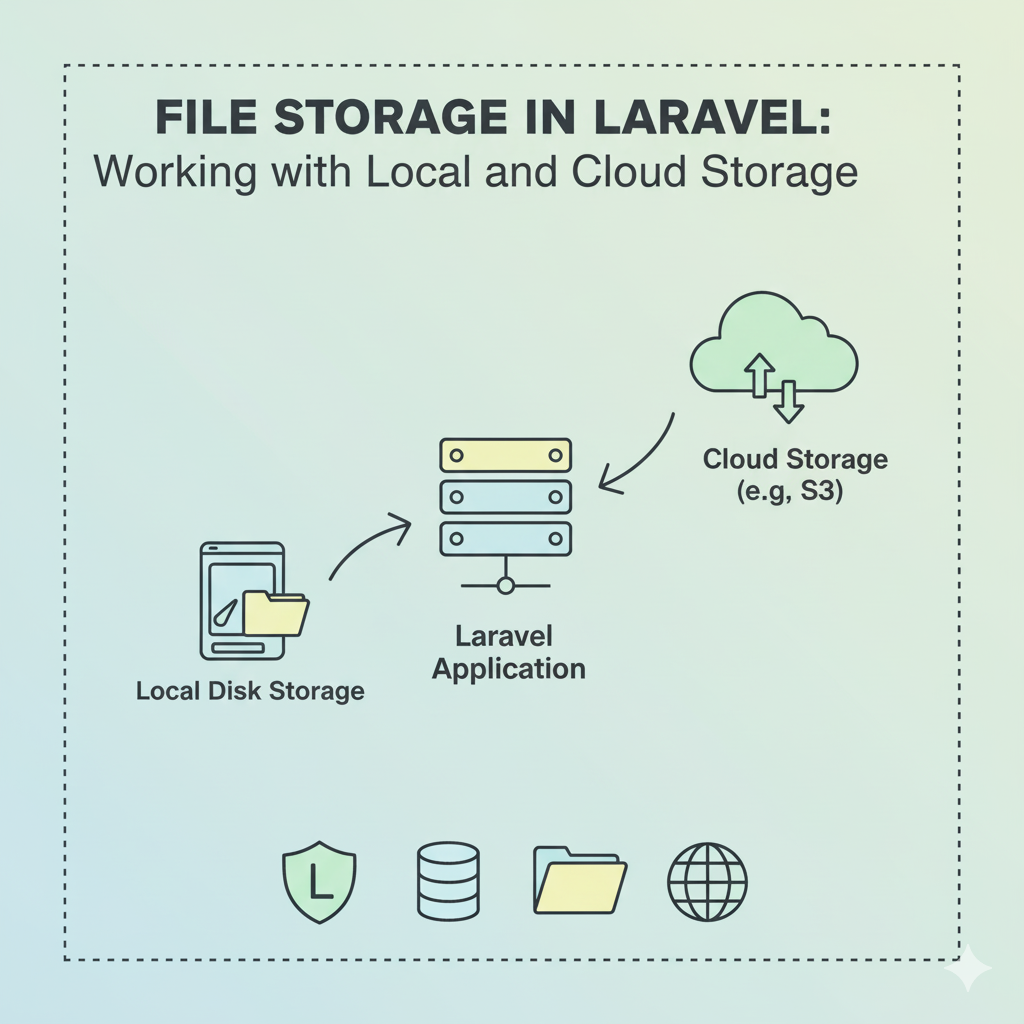 FILE STORAGE IN LARAVEL:
Working with Local and Cloud Storage
Cloud Storage
(e.g, S3)
Laravel
Application
Local Disk Storage
L